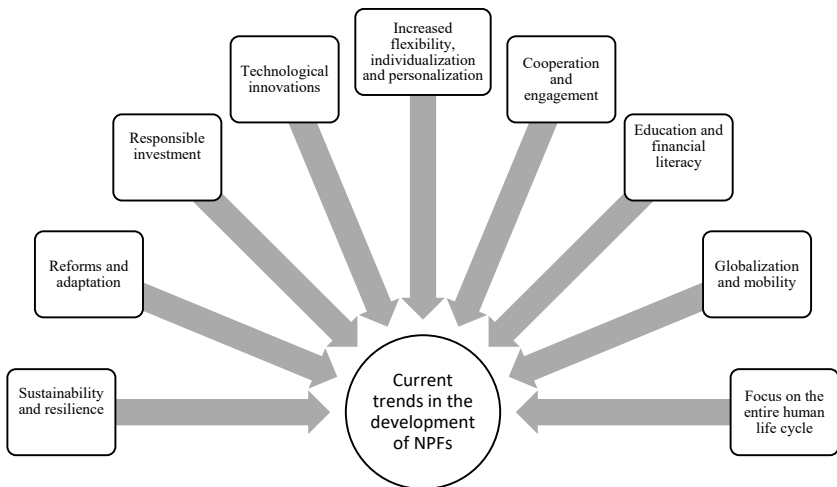 Increased
flexibility,
individualization
and personalization
Technological
innovations
Cooperation
and
engagement
Responsible
investment
Education and
financial
literacy
Reforms and
adaptation
Globalization
and mobility
Sustainability
and resilience
Current
trends in the
development
of NPFs
Focus on the
entire human
life cycle